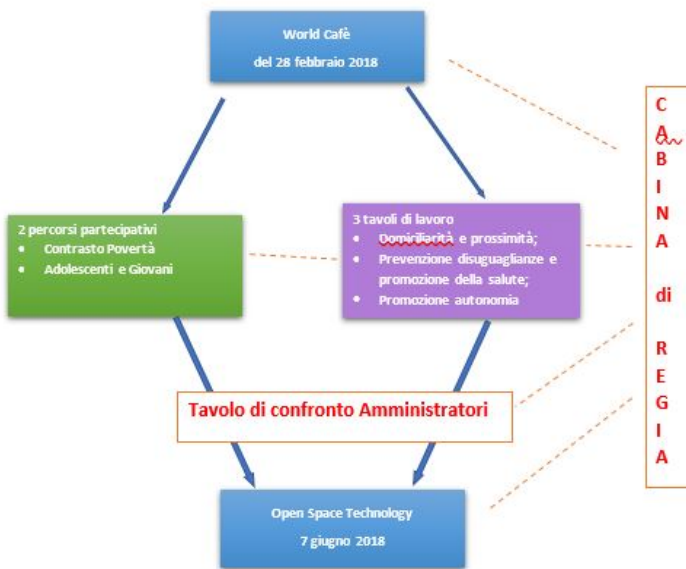 World Cafè
del 28 febbraio 2018
2 percorsi partecipativi
• Contrasto Povertà
• Adolescenti e Giovani
3 tavoli di lavoro
• Domiciliarità e prossimità;
• Prevenzione disuguaglianze e
promozione della salute;
• Promozione autonomia
Tavolo di confronto Amministratori
Open Space Technology
7 giugno 2018
C
A
B
I
N
A
di
R
E
G
I
A